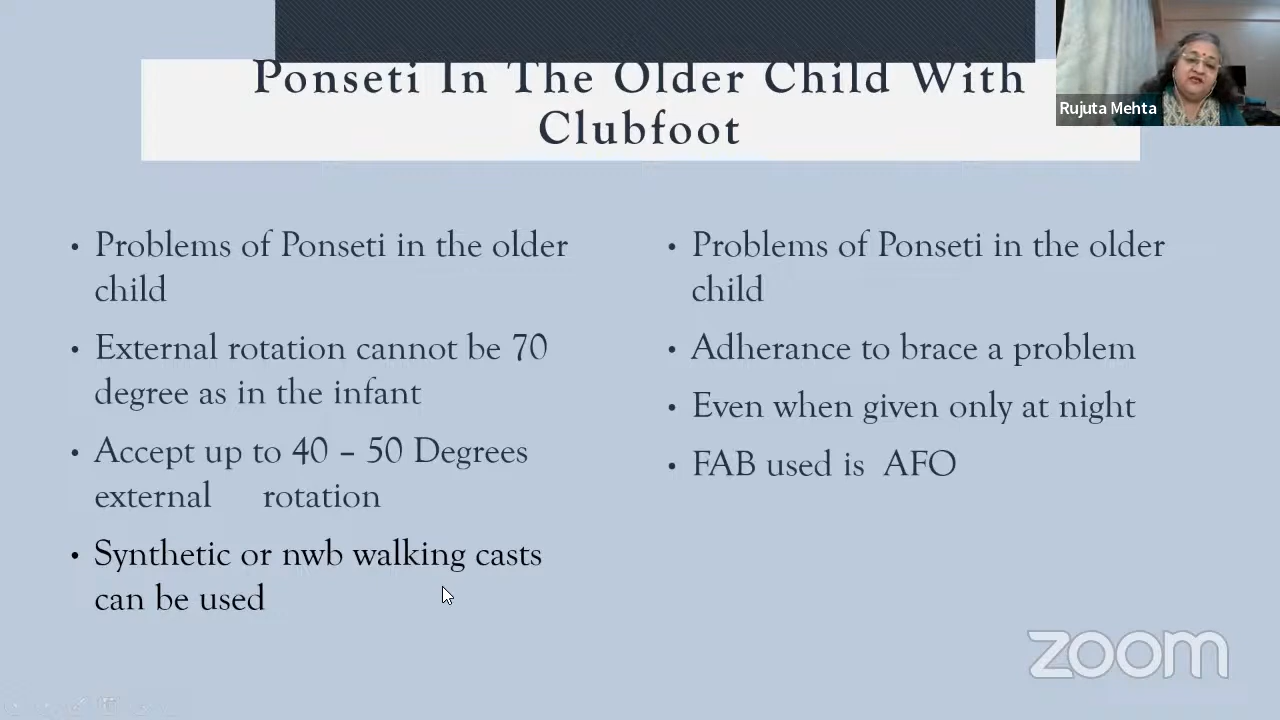 Ponseti In The Older Child With
Clubfoot
Rujuta Mehta
• Problems of Ponseti in the older
child
• External rotation cannot be 70
degree as in the infant
• Accept up to 40 – 50 Degrees
external rotation
• Synthetic or nwb walking casts
can be used
• Problems of Ponseti in the older
child
• Adherance to brace a problem
• Even when given only at night
• FAB used is AFO
zoom